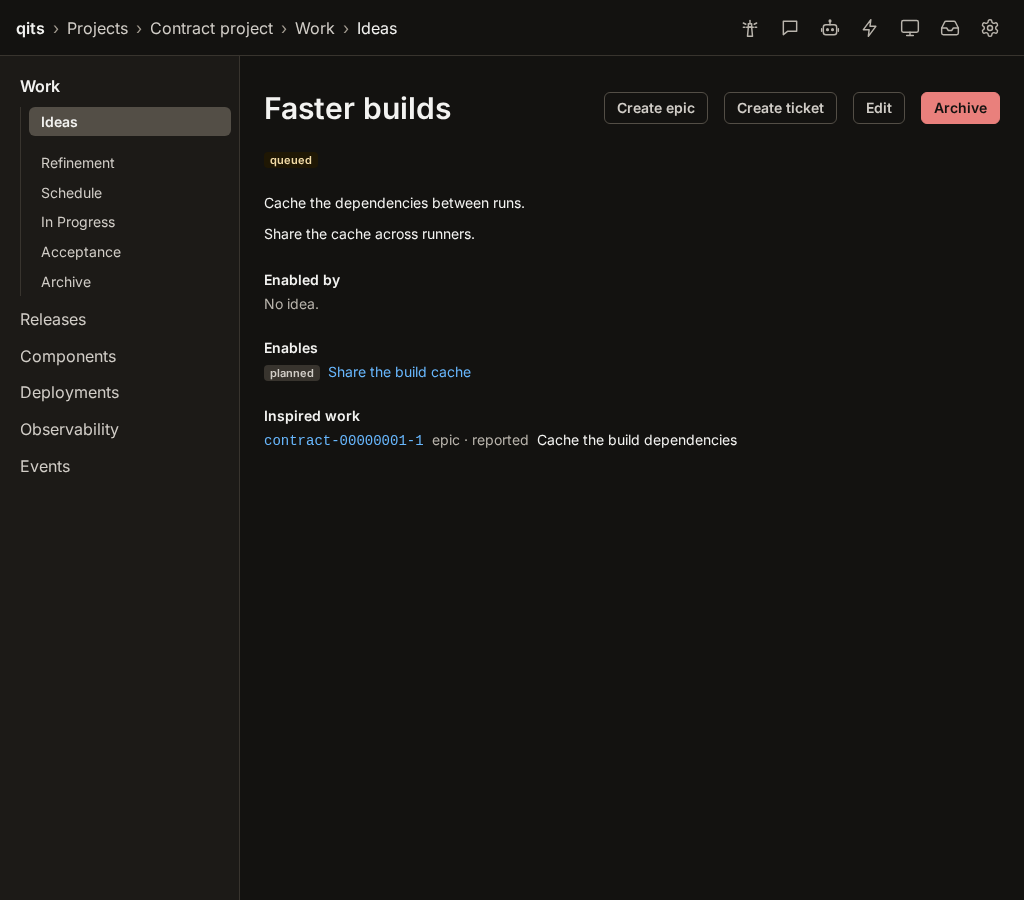 qits › Projects › Contract project › Work › Ideas
Work
Ideas
Refinement
Schedule
In Progress
Acceptance
Archive
Releases
Components
Deployments
Observability
Events
Faster builds
Create epic
Create ticket
Edit
Archive
queued
Cache the dependencies between runs.
Share the cache across runners.
Enabled by
No idea.
Enables
planned Share the build cache
Inspired work
contract-00000001-1 epic · reported Cache the build dependencies